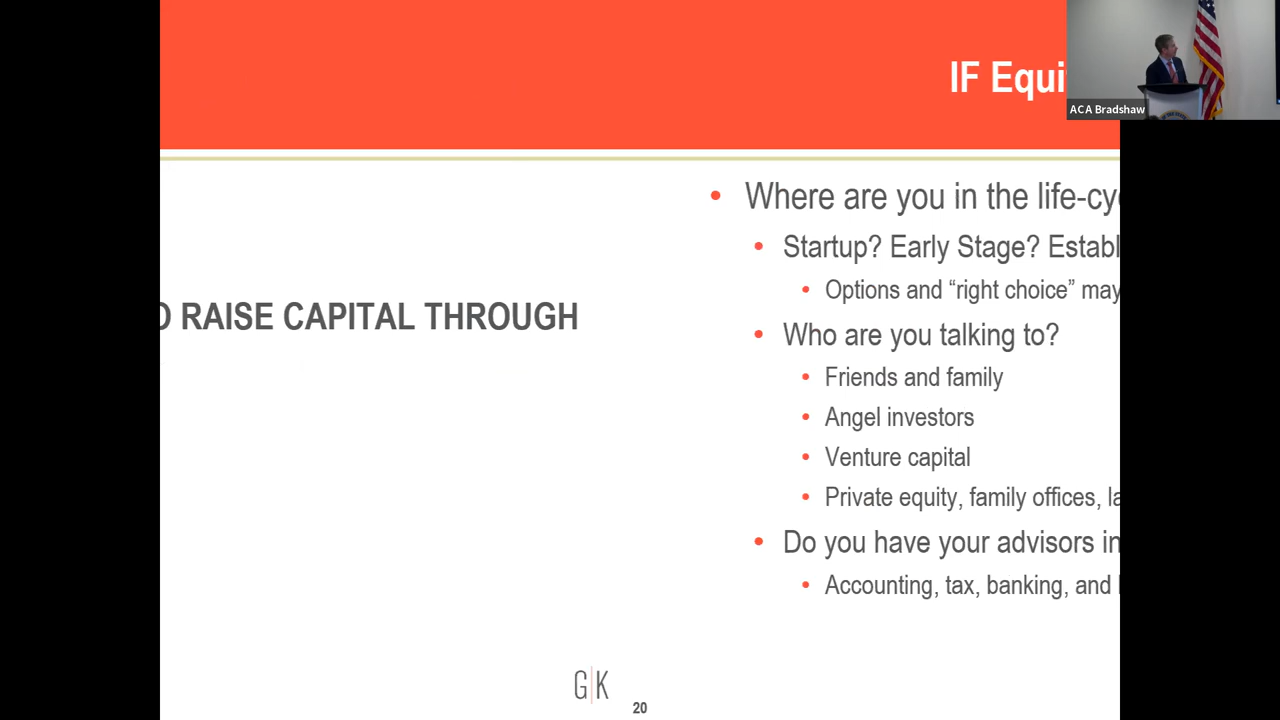 IF Equi
ACA Bradshaw
RAISE CAPITAL THROUGH
• Where are you in the life-cy
• Startup? Early Stage? Establ
• Options and “right choice” may
• Who are you talking to?
• Friends and family
• Angel investors
• Venture capital
• Private equity, family offices, la
• Do you have your advisors in
• Accounting, tax, banking, and
G|K
20